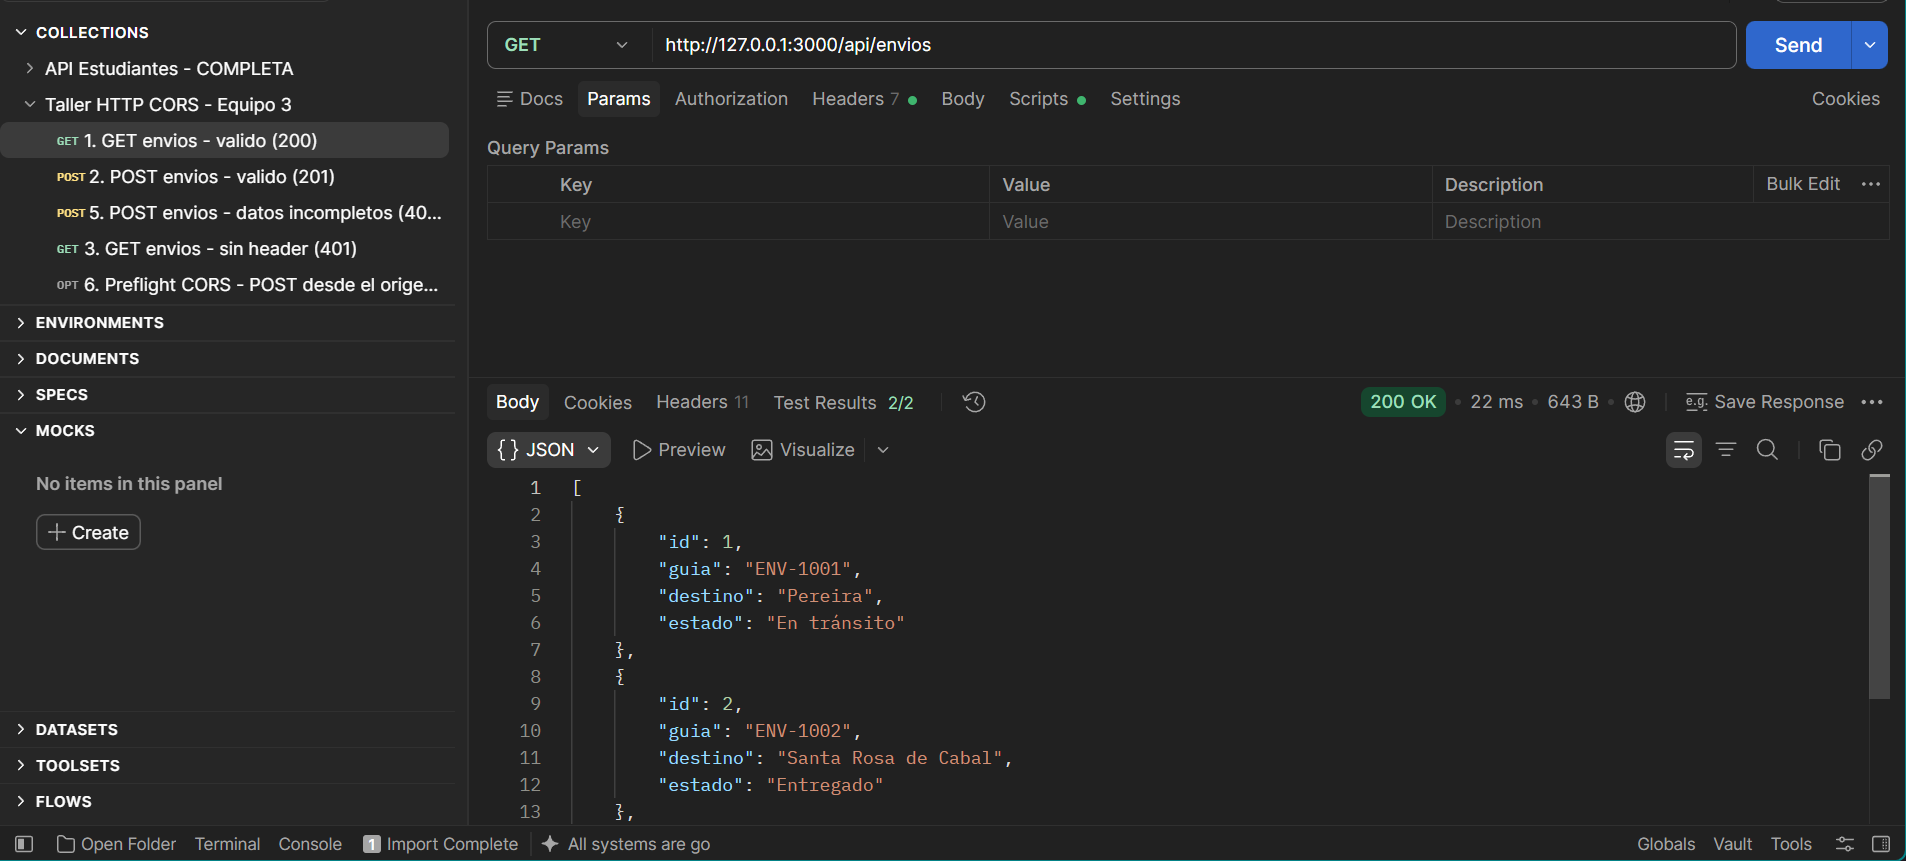 COLLECTIONS
API Estudiantes - COMPLETA
Taller HTTP CORS - Equipo 3
GET 1. GET envios - valido (200)
POST 2. POST envios - valido (201)
POST 5. POST envios - datos incompletos (40...
GET 3. GET envios - sin header (401)
OPT 6. Preflight CORS - POST desde el orige...
ENVIRONMENTS
DOCUMENTS
SPECS
MOCKS
No items in this panel
Create
DATASETS
TOOLSETS
FLOWS
GET http://127.0.0.1:3000/api/envios Send
Docs Params Authorization Headers 7 Body Scripts Settings Cookies
Query Params
Key Value Description Bulk Edit
Key Value Description
Body Cookies Headers 11 Test Results 2/2 200 OK 22 ms 643 B e.g. Save Response
{} JSON Preview Visualize
1 [
2 {
3 "id": 1,
4 "guia": "ENV-1001",
5 "destino": "Pereira",
6 "estado": "En tránsito"
7 },
8 {
9 "id": 2,
10 "guia": "ENV-1002",
11 "destino": "Santa Rosa de Cabal",
12 "estado": "Entregado"
13 },
Open Folder Terminal Console 1 Import Complete All systems are go Globals Vault Tools